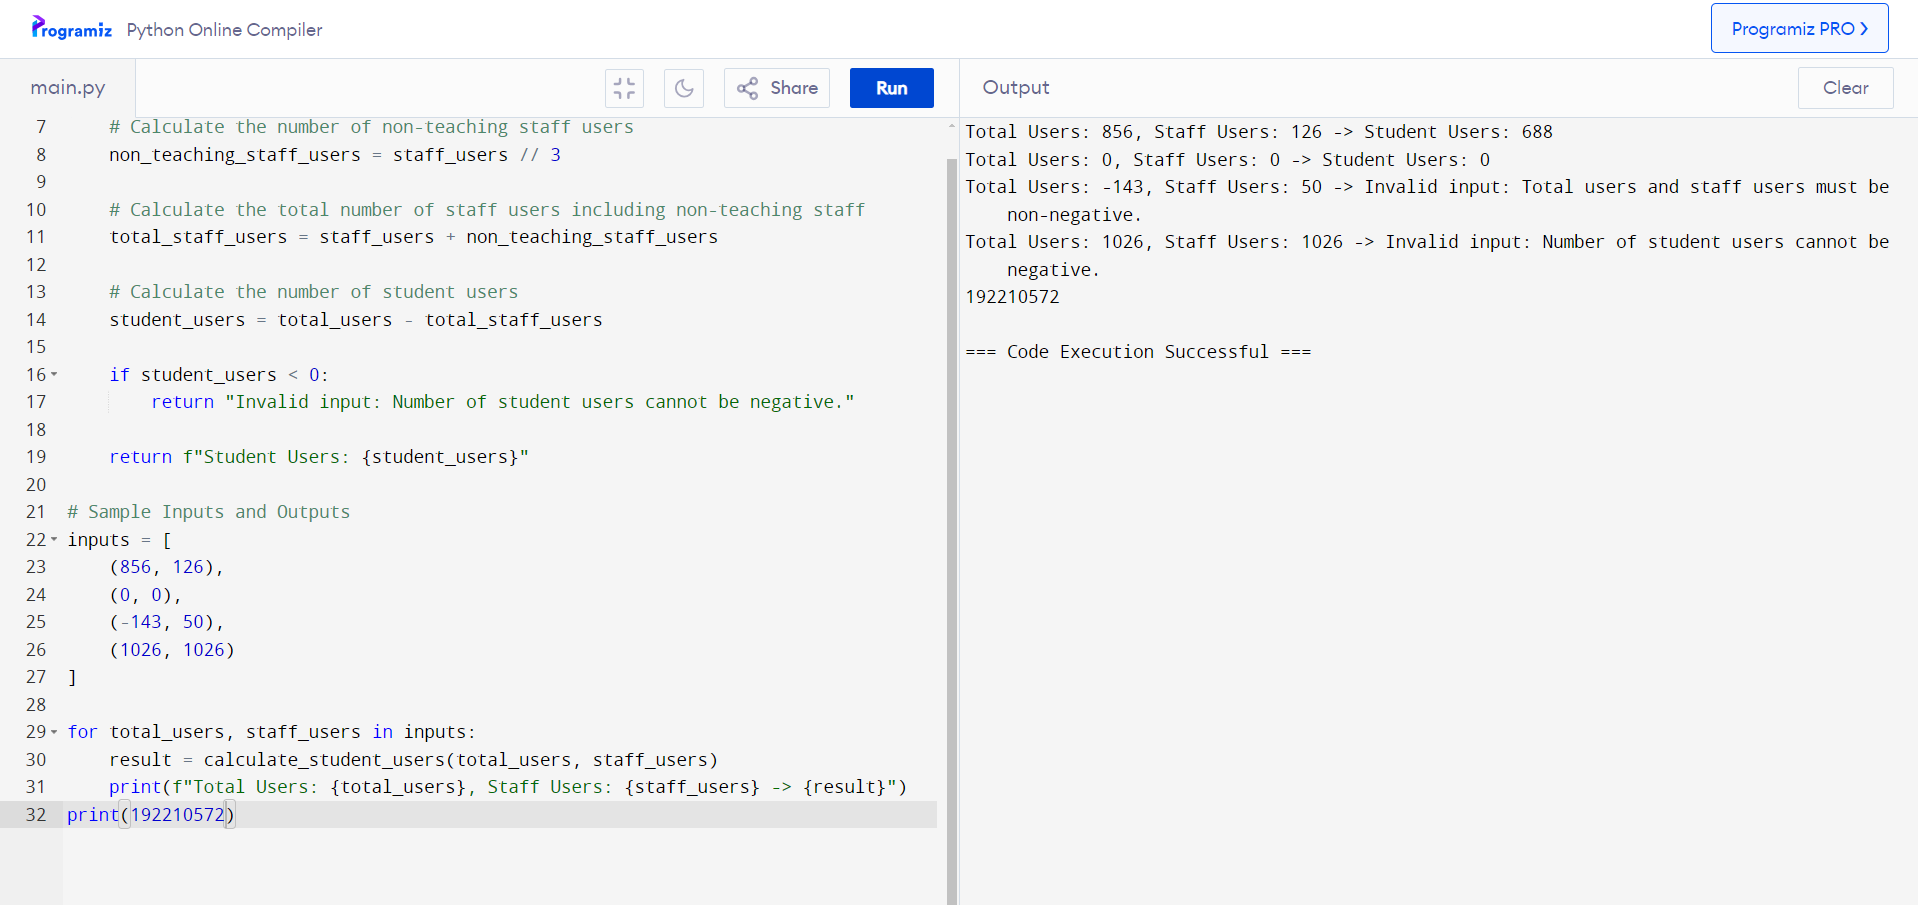 Programiz Python Online Compiler
Programiz PRO
main.py
Share
Run
Output
Clear
7     # Calculate the number of non-teaching staff users
8     non_teaching_staff_users = staff_users // 3
9
10     # Calculate the total number of staff users including non-teaching staff
11     total_staff_users = staff_users + non_teaching_staff_users
12
13     # Calculate the number of student users
14     student_users = total_users - total_staff_users
15
16     if student_users < 0:
17         return "Invalid input: Number of student users cannot be negative."
18
19     return f"Student Users: {student_users}"
20
21 # Sample Inputs and Outputs
22 inputs = [
23     (856, 126),
24     (0, 0),
25     (-143, 50),
26     (1026, 1026)
27 ]
28
29 for total_users, staff_users in inputs:
30     result = calculate_student_users(total_users, staff_users)
31     print(f"Total Users: {total_users}, Staff Users: {staff_users} -> {result}")
32 print(192210572)
Total Users: 856, Staff Users: 126 -> Student Users: 688
Total Users: 0, Staff Users: 0 -> Student Users: 0
Total Users: -143, Staff Users: 50 -> Invalid input: Total users and staff users must be
non-negative.
Total Users: 1026, Staff Users: 1026 -> Invalid input: Number of student users cannot be
negative.
192210572
=== Code Execution Successful ===